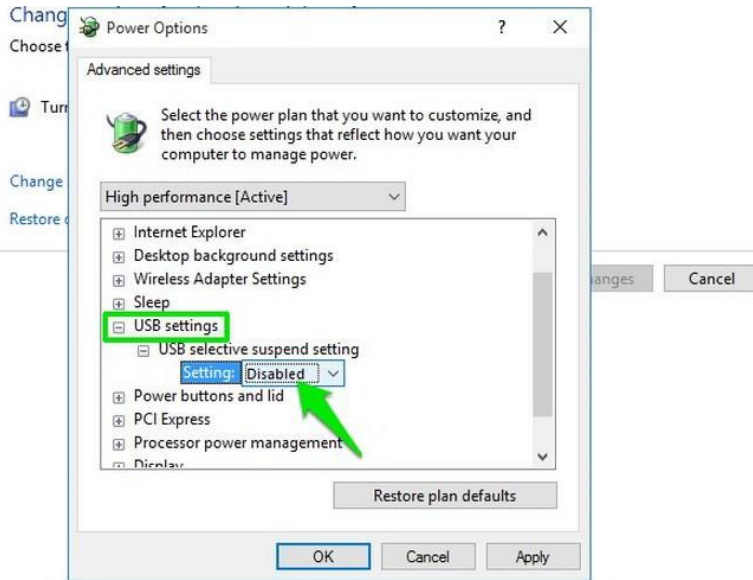 Chang
Power Options
Choose
Advanced settings
Turn
Select the power plan that you want to customize, and
then choose settings that reflect how you want your
computer to manage power.
Change
High performance [Active]
Restore
Internet Explorer
Desktop background settings
Wireless Adapter Settings
anges
Cancel
Sleep
USB settings
USB selective suspend setting
Setting: Disabled
Power buttons and lid
PCI Express
Processor power management
Display
Restore plan defaults
OK
Cancel
Apply